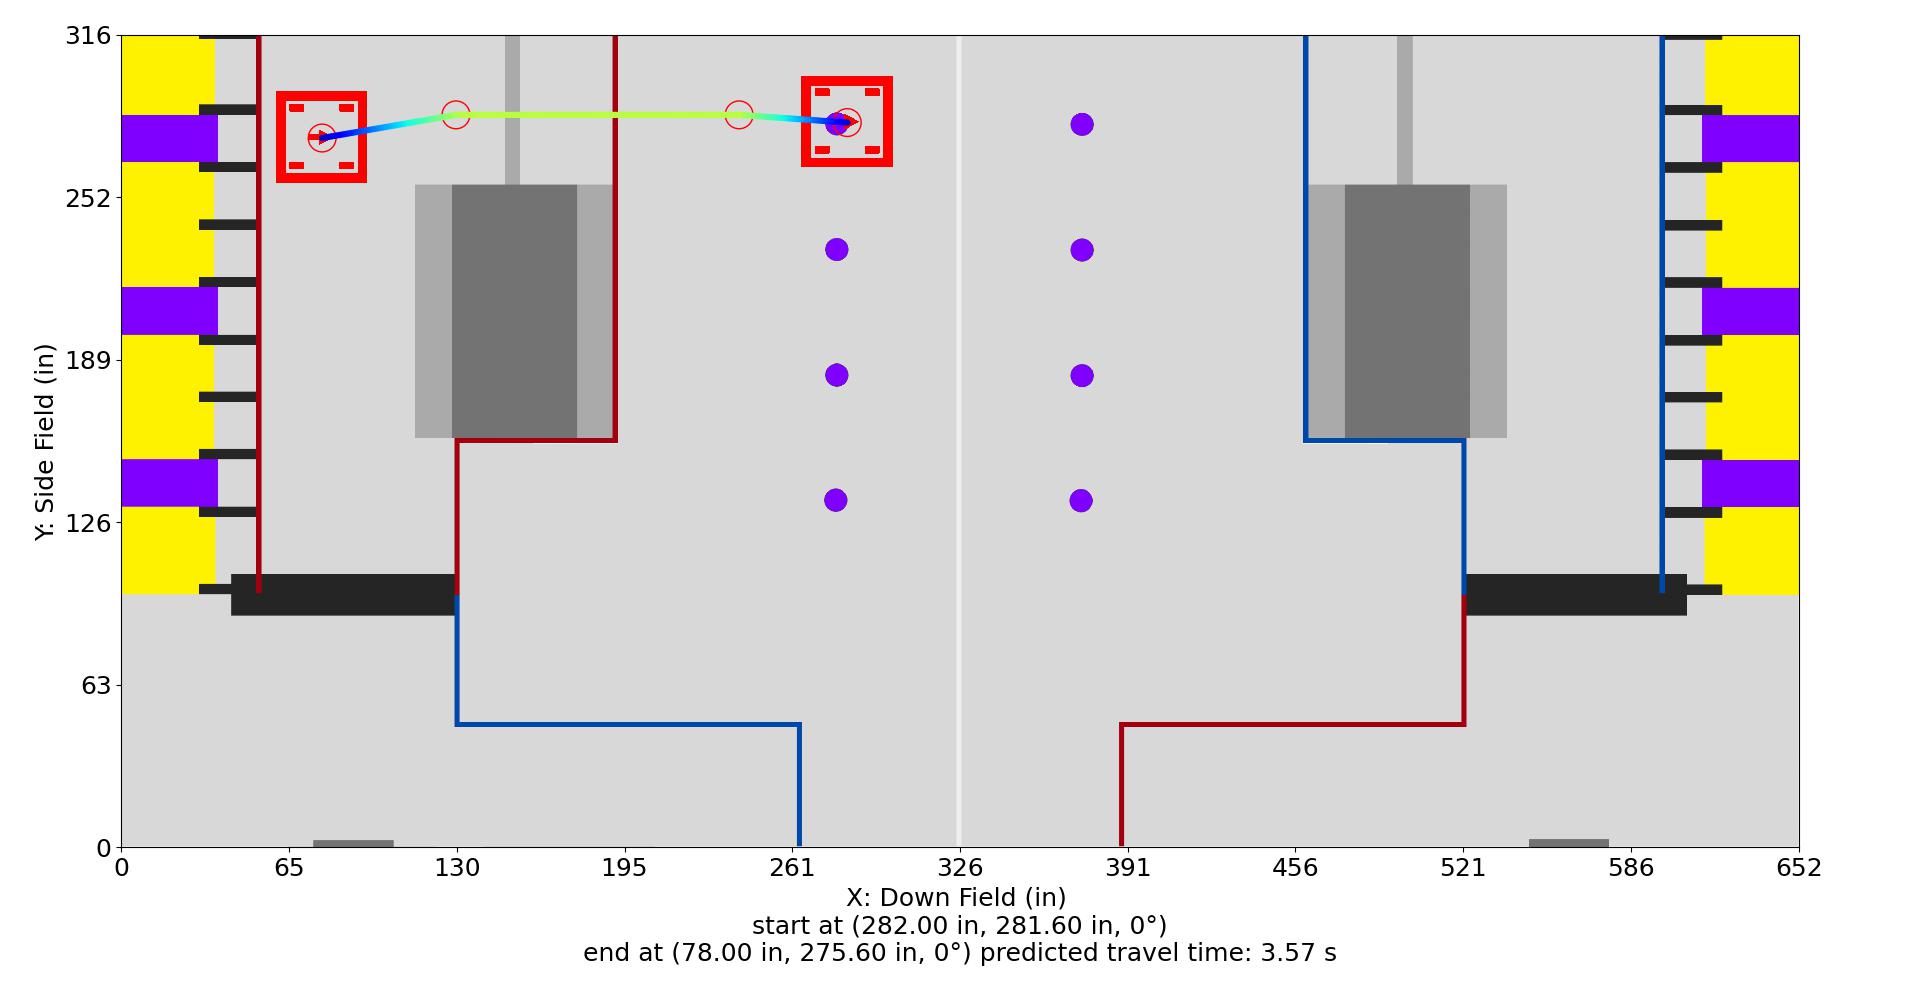 316
252
189
126
63
0
Y: Side Field (in)
0 65 130 195 261 326 391 456 521 586 652
X: Down Field (in)
start at (282.00 in, 281.60 in, 0°)
end at (78.00 in, 275.60 in, 0°) predicted travel time: 3.57 s